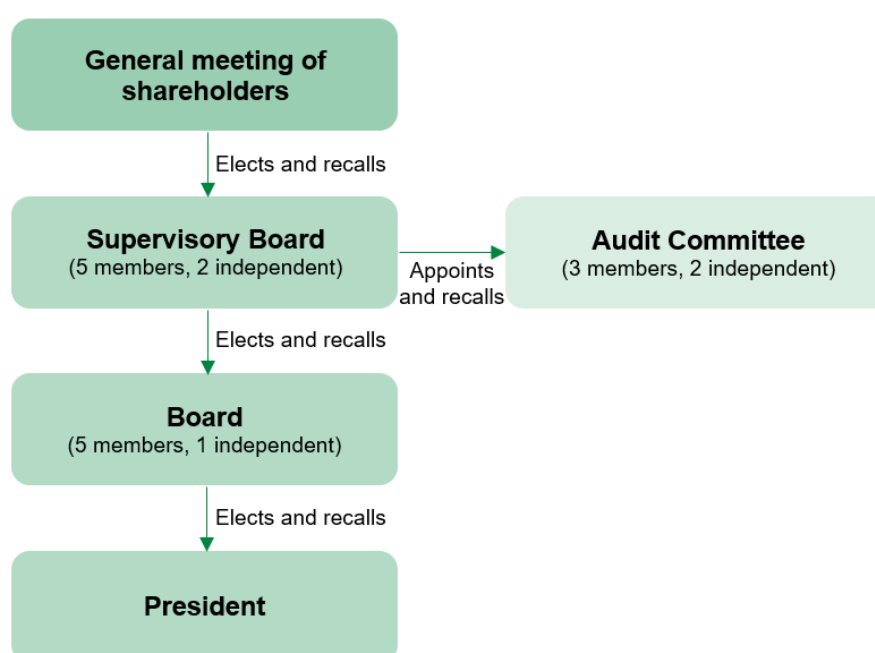 General meeting of
shareholders
Elects and recalls
Supervisory Board
(5 members, 2 independent)
Appoints
and recalls
Audit Committee
(3 members, 2 independent)
Elects and recalls
Board
(5 members, 1 independent)
Elects and recalls
President